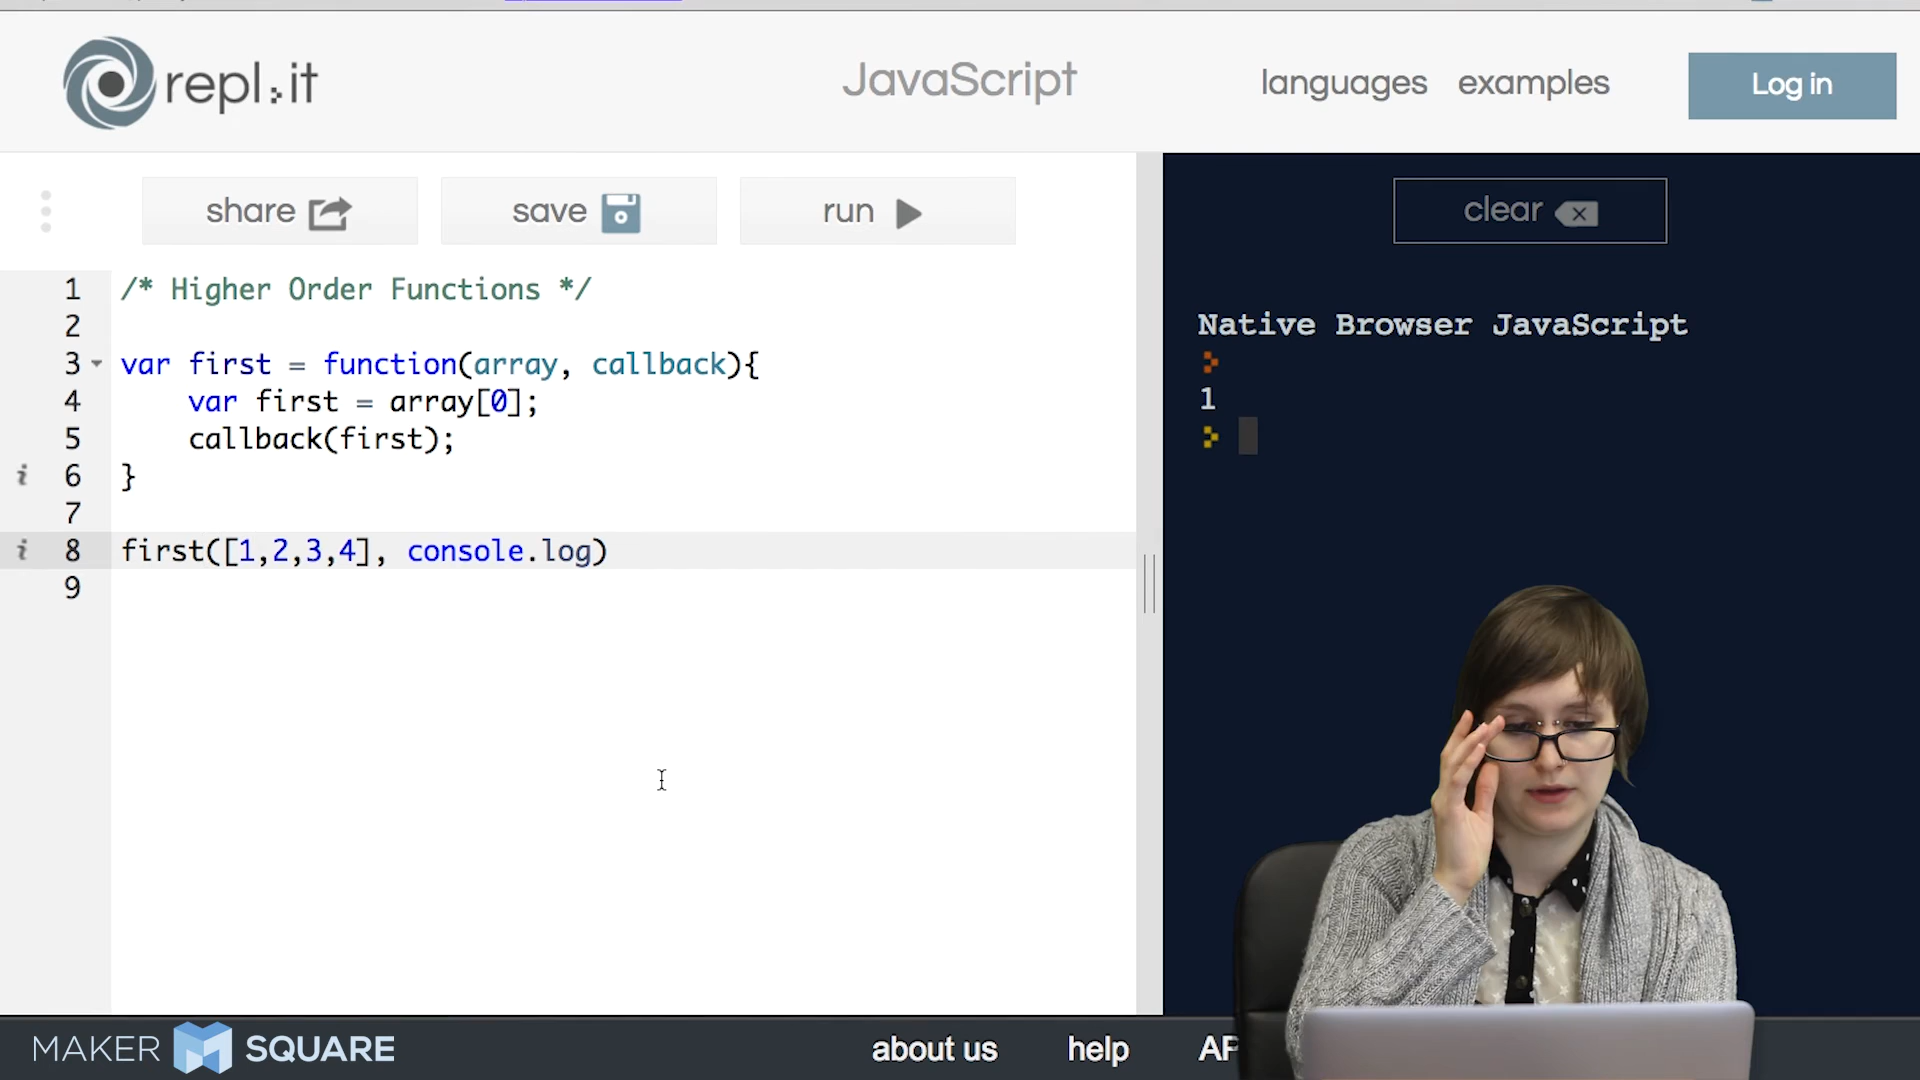 repl.it
JavaScript
languages examples
Log in
share
save
run
clear
1 /* Higher Order Functions */
2
3 var first = function(array, callback){
4 var first = array[0];
5 callback(first);
i 6 }
7
i 8 first([1,2,3,4], console.log)
9
Native Browser JavaScript
1
MAKER SQUARE
about us help AP